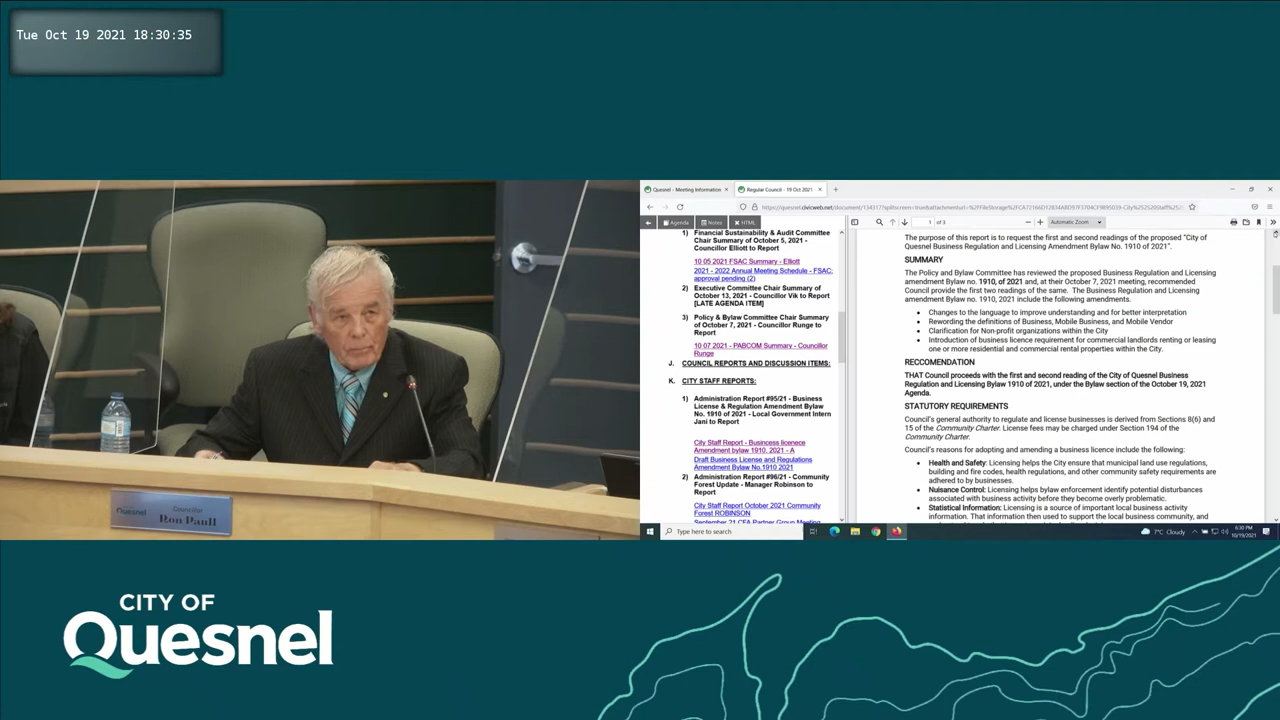 Tue Oct 19 2021 18:30:35
Quesnel - Meeting Information
Regular Council - 19 Oct 2021
Agenda
Notes
HTML
1 of 3
Automatic Zoom
1) Financial Sustainability & Audit Committee
Chair Summary of October 5, 2021 -
Councillor Elliott to Report
10 05 2021 FSAC Summary - Elliott
2021 - 2022 Annual Meeting Schedule - FSAC:
approval pending (2)
2) Executive Committee Chair Summary of
October 13, 2021 - Councillor Vik to Report
[LATE AGENDA ITEM]
3) Policy & Bylaw Committee Chair Summary
of October 7, 2021 - Councillor Runge to
Report
10 07 2021 - PABCOM Summary - Councillor
Runge
J. COUNCIL REPORTS AND DISCUSSION ITEMS:
K. CITY STAFF REPORTS:
1) Administration Report #95/21 - Business
License & Regulation Amendment Bylaw
No. 1910 of 2021 - Local Government Intern
Jani to Report
City Staff Report - Busincess licenece
Amendment bylaw 1910, 2021 - A
Draft Business License and Regulations
Amendment Bylaw No.1910 2021
2) Administration Report #96/21 - Community
Forest Update - Manager Robinson to
Report
City Staff Report October 2021 Community
Forest ROBINSON
September 21 CFA Partner Group Meeting
The purpose of this report is to request the first and second readings of the proposed "City of
Quesnel Business Regulation and Licensing Amendment Bylaw No. 1910 of 2021".
SUMMARY
The Policy and Bylaw Committee has reviewed the proposed Business Regulation and Licensing
amendment Bylaw no. 1910, of 2021 and, at their October 7, 2021 meeting, recommended
Council provide the first two readings of the same. The Business Regulation and Licensing
amendment Bylaw no. 1910, 2021 include the following amendments.
• Changes to the language to improve understanding and for better interpretation
• Rewording the definitions of Business, Mobile Business, and Mobile Vendor
• Clarification for Non-profit organizations within the City
• Introduction of business licence requirement for commercial landlords renting or leasing
one or more residential and commercial rental properties within the City.
RECCOMENDATION
THAT Council proceeds with the first and second reading of the City of Quesnel Business
Regulation and Licensing Bylaw 1910 of 2021, under the Bylaw section of the October 19, 2021
Agenda.
STATUTORY REQUIREMENTS
Council's general authority to regulate and license businesses is derived from Sections 8(6) and
15 of the Community Charter. License fees may be charged under Section 194 of the
Community Charter.
Council's reasons for adopting and amending a business licence include the following:
• Health and Safety: Licensing helps the City ensure that municipal land use regulations,
building and fire codes, health regulations, and other community safety requirements are
adhered to by businesses.
• Nuisance Control: Licensing helps bylaw enforcement identify potential disturbances
associated with business activity before they become overly problematic.
• Statistical Information: Licensing is a source of important local business activity
information. That information then used to support the local business community, and
Type here to search
7°C Cloudy
6:30 PM
10/19/2021
Quesnel
Councillor
Ron Paull
CITY OF
Quesnel